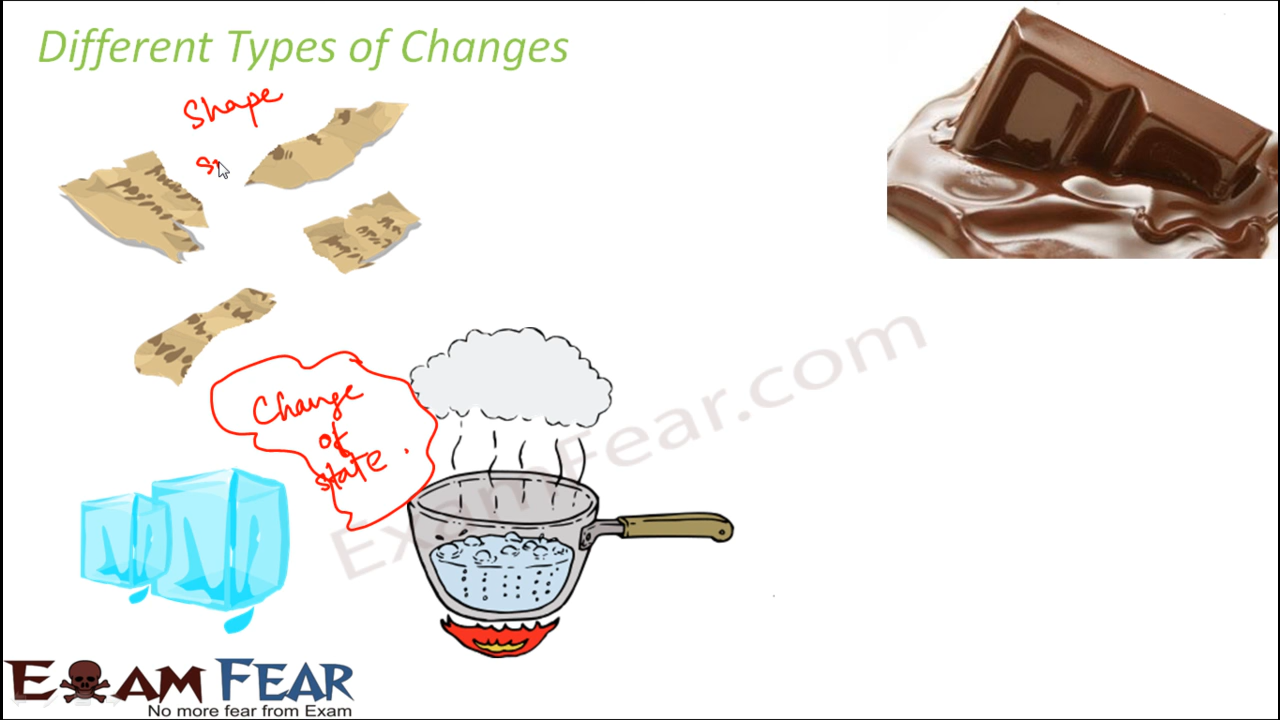 Different Types of Changes
Shape
Change
of
state.
ExamFear.com
EXAM FEAR
No more fear from Exam